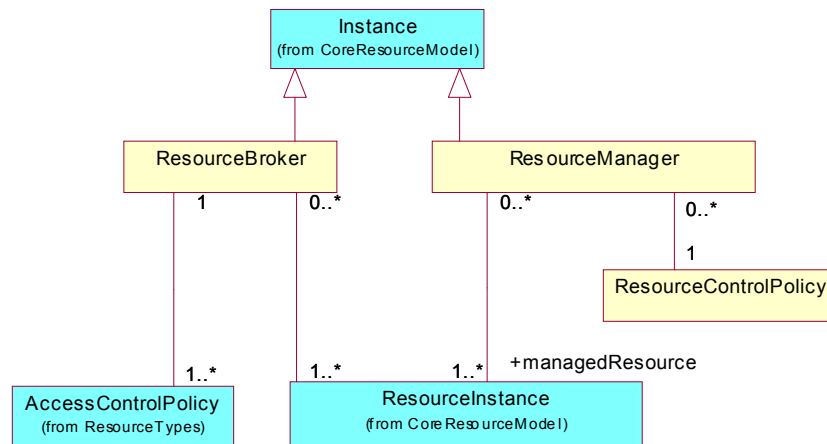 Instance
(from CoreResourceModel)
ResourceBroker
ResourceManager
1
0..*
0..*
0..*
1
ResourceControlPolicy
+managedResource
1..*
1..*
1..*
AccessControlPolicy
(from ResourceTypes)
ResourceInstance
(from CoreResourceModel)